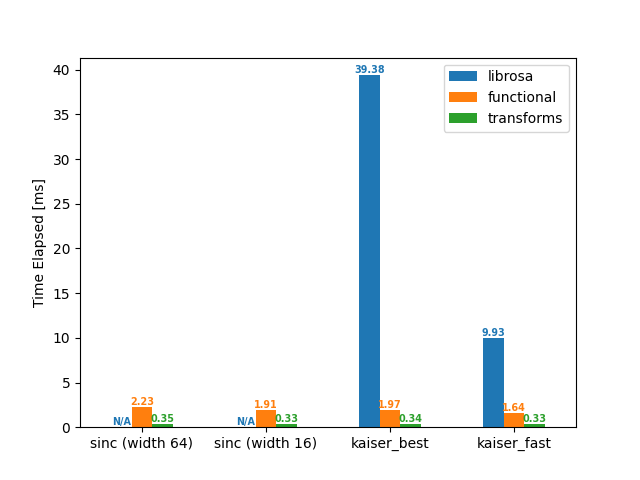 librosa
functional
transforms
Time Elapsed [ms]
40
35
30
25
20
15
10
5
0
N/A
2.23
0.35
N/A
1.91
0.33
39.38
1.97
0.34
9.93
1.64
0.33
sinc (width 64)
sinc (width 16)
kaiser_best
kaiser_fast